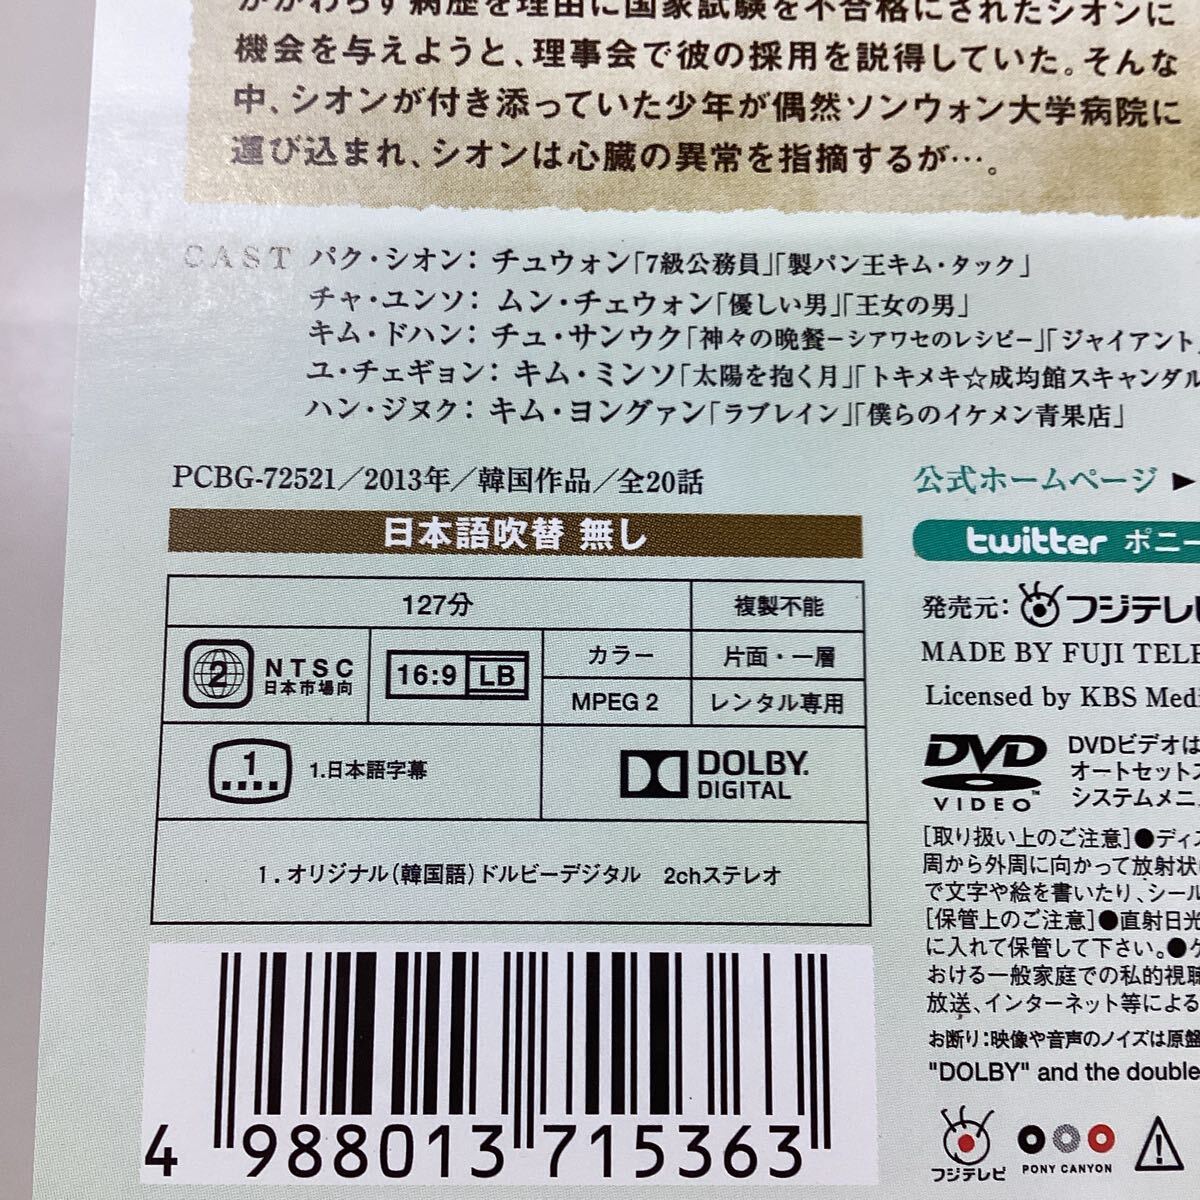 かかわらず病歴を理由に国家試験を不合格にされたシオンに
機会を与えようと、理事会で彼の採用を説得していた。そんな
中、シオンが付き添っていた少年が偶然ソンウォン大学病院に
運び込まれ、シオンは心臓の異常を指摘するが…。
CAST パク・シオン： チュウォン「7級公務員」「製パン王キム・タック」
チャ・ユンソ： ムン・チェウォン「優しい男」「王女の男」
キム・ドハン： チュ・サンウク「神々の晩餐－シアワセのレシピ－」「ジャイアント」
ユ・チェギョン： キム・ミンソ「太陽を抱く月」「トキメキ☆成均館スキャンダル
ハン・ジヌク： キム・ヨングァン「ラブレイン」「僕らのイケメン青果店」
PCBG-72521／2013年／韓国作品／全20話
日本語吹替 無し
127分 複製不能
2 NTSC 日本市場向 16:9 LB カラー 片面・一層
MPEG 2 レンタル専用
1 1.日本語字幕 DOLBY. DIGITAL
1. オリジナル（韓国語）ドルビーデジタル 2chステレオ
4 988013 715363
公式ホームページ ▶
twitter ポニー
発売元： フジテレビ
MADE BY FUJI TELE
Licensed by KBS Medi
DVD VIDEO™
DVDビデオは
オートセットス
システムメニ
[取り扱い上のご注意]●ディス
周から外周に向かって放射状に
で文字や絵を書いたり、シール
[保管上のご注意]●直射日光
に入れて保管して下さい。●ケ
おける一般家庭での私的視聴
放送、インターネット等による
お断り：映像や音声のノイズは原盤
"DOLBY" and the double
フジテレビ PONY CANYON